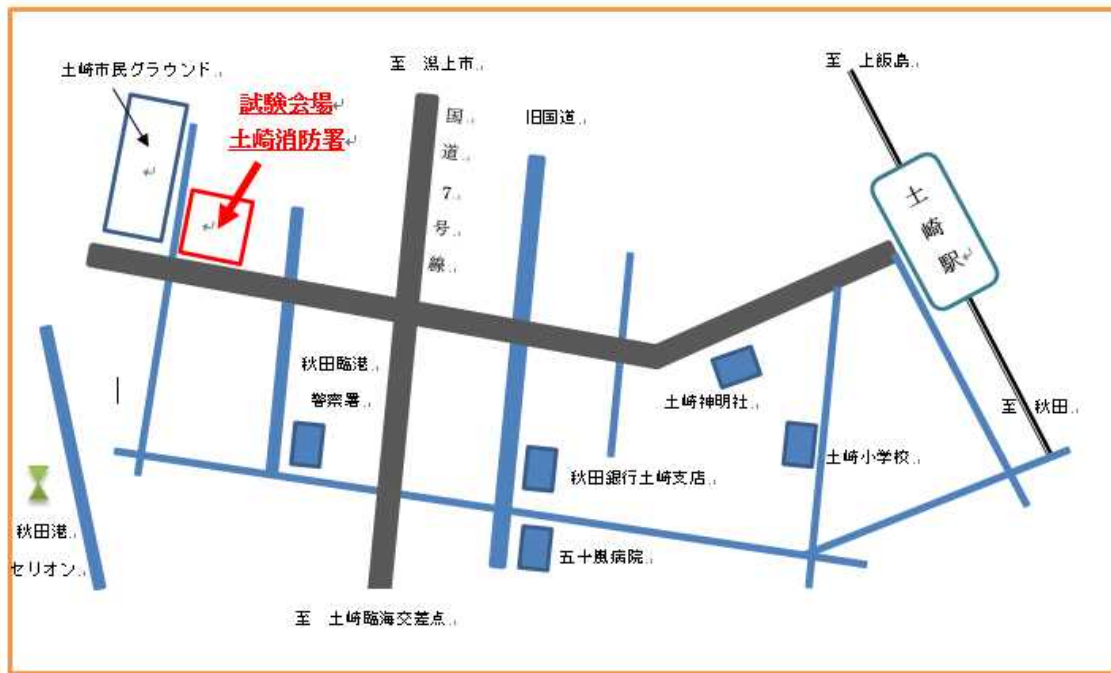 土崎市民グラウンド
試験会場
土崎消防署
至　潟上市
国道7号線
旧国道
至　上飯島
土崎駅
秋田臨港
警察署
土崎神明社
至　秋田
秋田銀行土崎支店
土崎小学校
秋田港
セリオン
五十嵐病院
至　土崎臨海交差点